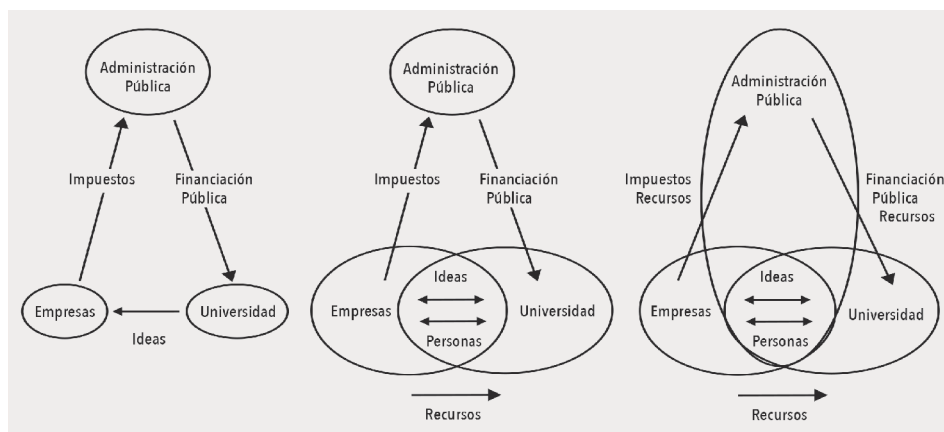 Administración
Pública
Impuestos
Financiación
Pública
Empresas
Universidad
Ideas
Administración
Pública
Impuestos
Financiación
Pública
Ideas
Empresas
Universidad
Personas
Recursos
Administración
Pública
Impuestos
Recursos
Financiación
Pública
Recursos
Ideas
Empresas
Universidad
Personas
Recursos